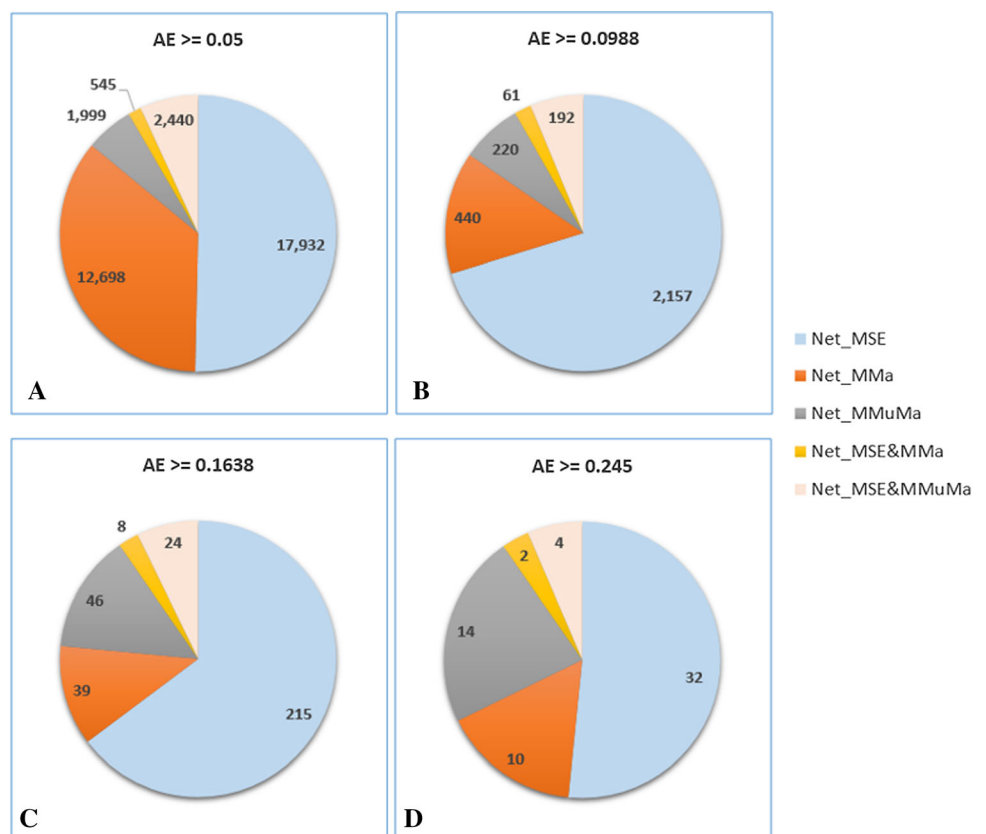 AE >= 0.05
545
1,999
2,440
17,932
12,698
A
AE >= 0.0988
61
192
220
440
2,157
B
Net_MSE
Net_MMa
Net_MMuMa
Net_MSE&MMa
Net_MSE&MMuMa
AE >= 0.1638
8
24
46
39
215
C
AE >= 0.245
2
4
14
32
10
D